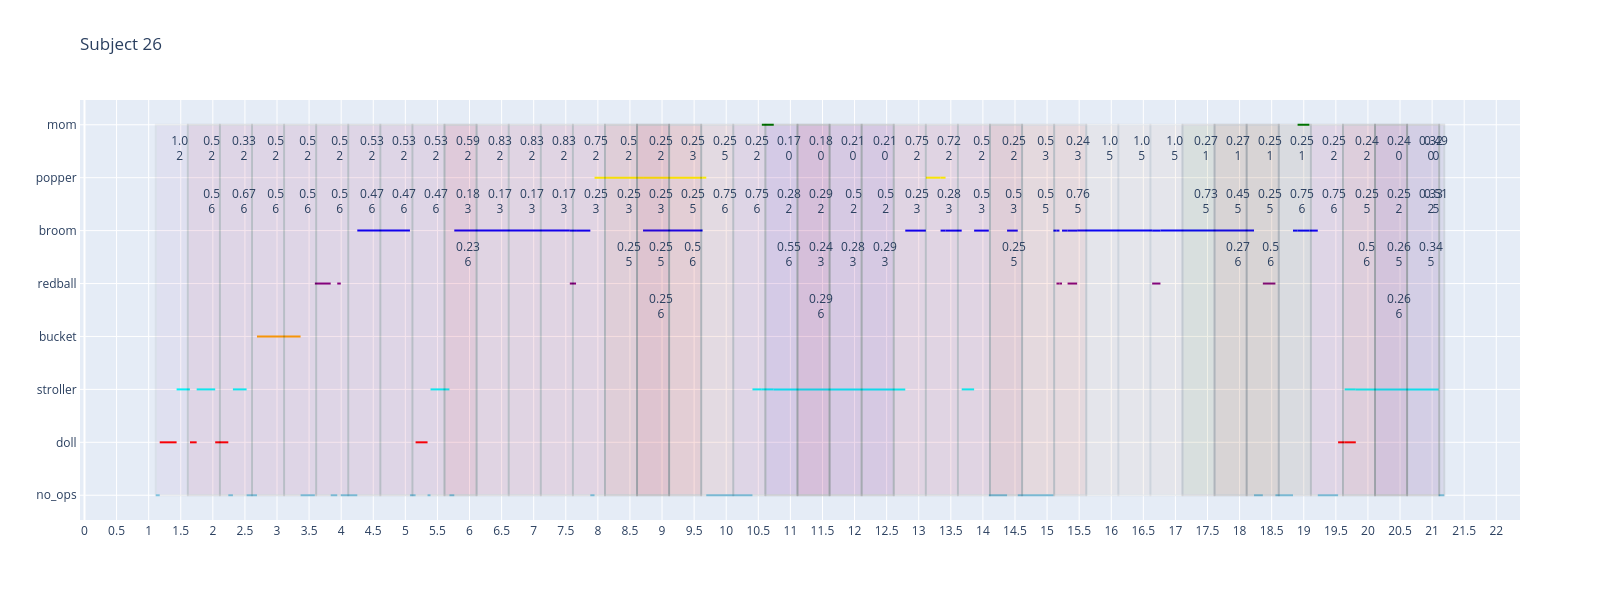 Subject 26
mom
1.0 0.5 0.33 0.5 0.5 0.5 0.53 0.53 0.53 0.59 0.83 0.83 0.83 0.75 0.5 0.25 0.25 0.25 0.25 0.17 0.18 0.21 0.21 0.75 0.72 0.5 0.25 0.5 0.24 1.0 1.0 1.0 0.27 0.27 0.25 0.25 0.25 0.24 0.24
2 2 2 2 2 2 2 2 2 2 2 2 2 2 2 2 3 5 2 0 0 0 0 2 2 2 2 3 3 5 5 5 1 1 1 1 2 2 0
popper
0.5 0.67 0.5 0.5 0.5 0.47 0.47 0.47 0.18 0.17 0.17 0.17 0.25 0.25 0.25 0.25 0.75 0.75 0.28 0.29 0.5 0.5 0.25 0.28 0.5 0.5 0.5 0.76 0.73 0.45 0.25 0.75 0.75 0.25 0.25
6 6 6 6 6 6 6 6 3 3 3 3 3 3 3 5 6 6 2 2 2 2 3 3 3 3 5 5 5 5 5 6 6 5 2
broom
0.23 0.25 0.25 0.5 0.55 0.24 0.28 0.29 0.25 0.27 0.5 0.5 0.26 0.34
6 5 5 6 6 3 3 3 5 6 6 6 5 5
redball
0.25 0.29 0.26
6 6 6
bucket
stroller
doll
no_ops
0 0.5 1 1.5 2 2.5 3 3.5 4 4.5 5 5.5 6 6.5 7 7.5 8 8.5 9 9.5 10 10.5 11 11.5 12 12.5 13 13.5 14 14.5 15 15.5 16 16.5 17 17.5 18 18.5 19 19.5 20 20.5 21 21.5 22